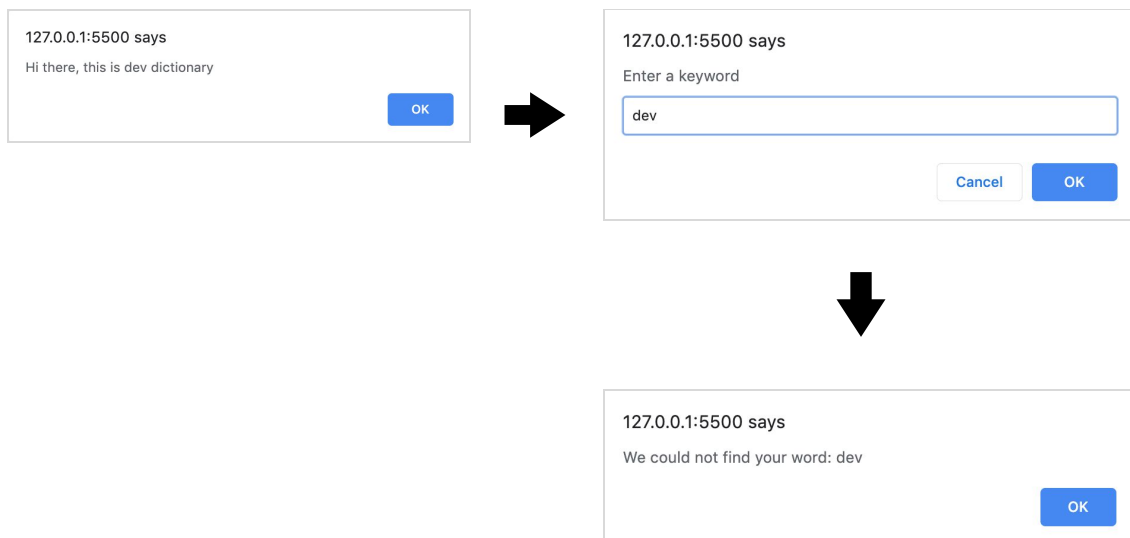 127.0.0.1:5500 says
Hi there, this is dev dictionary
OK
127.0.0.1:5500 says
Enter a keyword
dev
Cancel OK
127.0.0.1:5500 says
We could not find your word: dev
OK